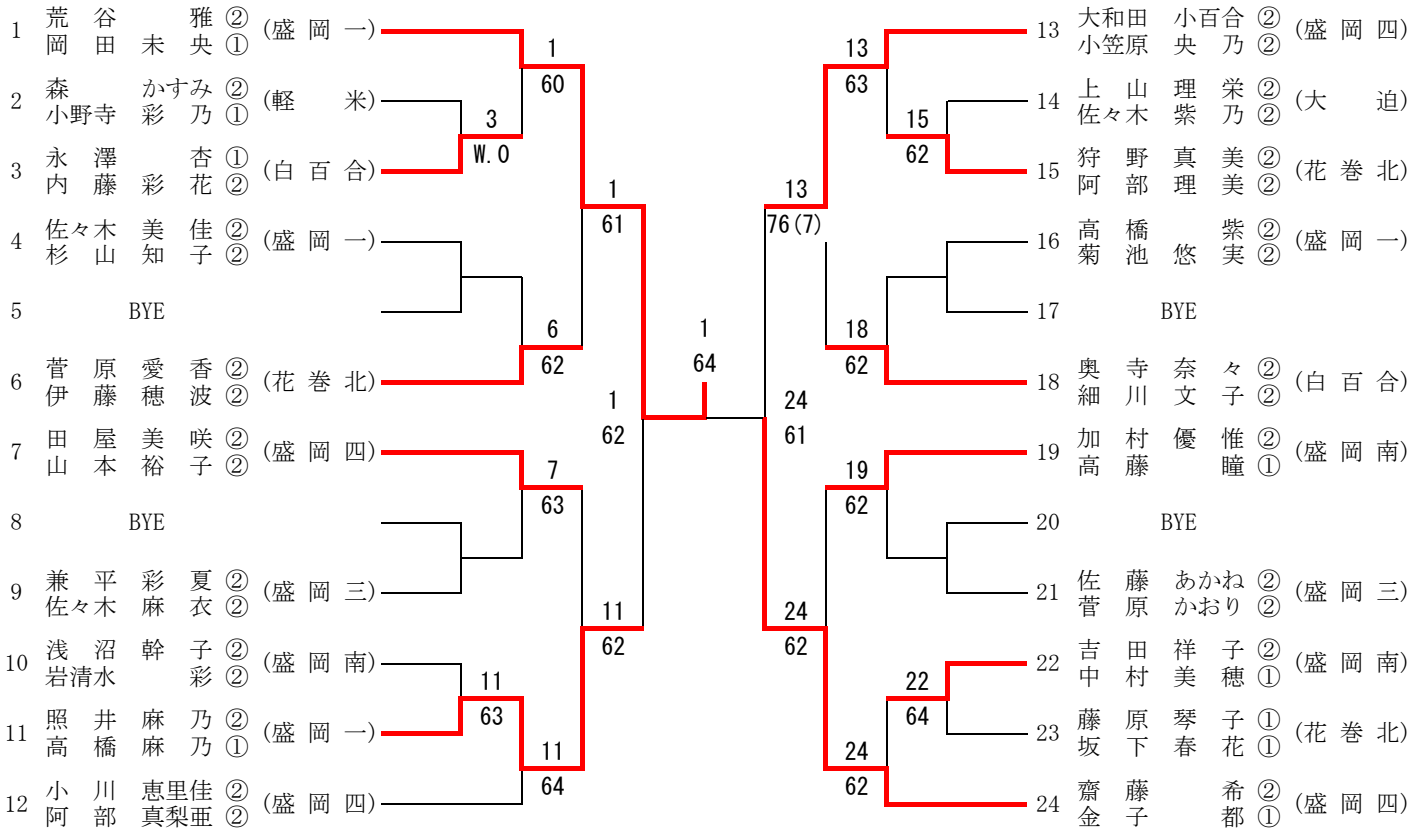 1 荒谷 雅 ② (盛岡一)
岡田未央 ①
2 森 かすみ ② (軽米)
小野寺 彩乃 ①
3 永澤 杏 ① (白百合)
内藤彩花 ②
4 佐々木 美佳 ② (盛岡一)
杉山知子 ②
5 BYE
6 菅原愛香 ② (花巻北)
伊藤穂波 ②
7 田屋美咲 ② (盛岡四)
山本裕子 ②
8 BYE
9 兼平彩夏 ② (盛岡三)
佐々木 麻衣 ②
10 浅沼幹子 ② (盛岡南)
岩清水 彩 ②
11 照井麻乃 ② (盛岡一)
高橋麻乃 ①
12 小川 恵里佳 ② (盛岡四)
阿部 真梨亜 ②
1
60
3
W.0
1
61
6
62
1
62
7
63
11
62
11
63
11
64
1
64
13
63
15
62
13
76(7)
18
62
24
61
19
62
24
62
22
64
24
62
13 大和田 小百合 ② (盛岡四)
小笠原 央乃 ②
14 上山理栄 ② (大迫)
佐々木 紫乃 ②
15 狩野真美 ② (花巻北)
阿部理美 ②
16 高橋 紫 ② (盛岡一)
菊池悠実 ②
17 BYE
18 奥寺奈々 ② (白百合)
細川文子 ②
19 加村優惟 ② (盛岡南)
高藤 瞳 ①
20 BYE
21 佐藤 あかね ② (盛岡三)
菅原 かおり ②
22 吉田祥子 ② (盛岡南)
中村美穂 ①
23 藤原琴子 ① (花巻北)
坂下春花 ①
24 齋藤 希 ② (盛岡四)
金子 都 ①